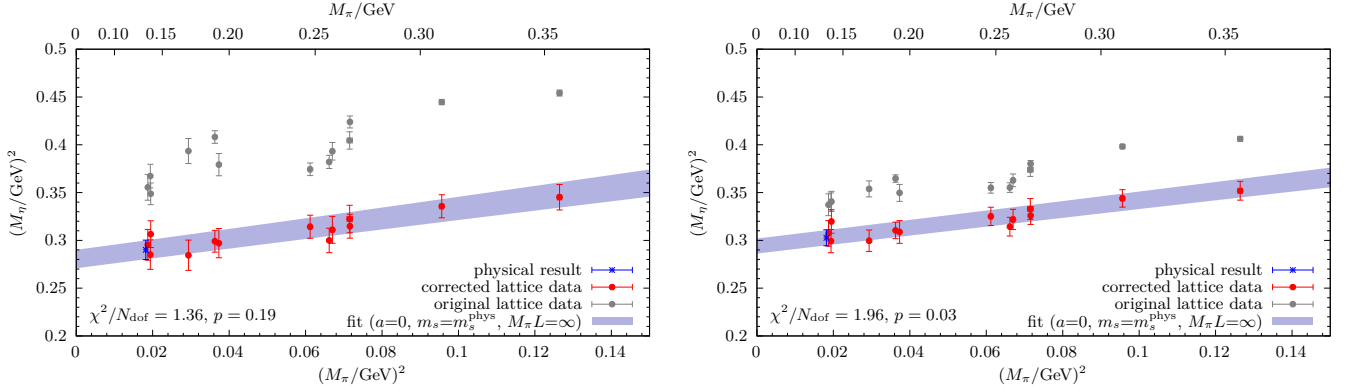 M_π/GeV
0 0.10 0.15 0.20 0.25 0.30 0.35
0.5
0.45
0.4
0.35
0.3
0.25
0.2
(M_η/GeV)²
physical result
corrected lattice data
original lattice data
χ²/N_dof = 1.36, p = 0.19
fit (a=0, m_s=m_s^phys, M_πL=∞)
0 0.02 0.04 0.06 0.08 0.1 0.12 0.14
(M_π/GeV)²
M_π/GeV
0 0.10 0.15 0.20 0.25 0.30 0.35
0.5
0.45
0.4
0.35
0.3
0.25
0.2
(M_η/GeV)²
physical result
corrected lattice data
original lattice data
χ²/N_dof = 1.96, p = 0.03
fit (a=0, m_s=m_s^phys, M_πL=∞)
0 0.02 0.04 0.06 0.08 0.1 0.12 0.14
(M_π/GeV)²